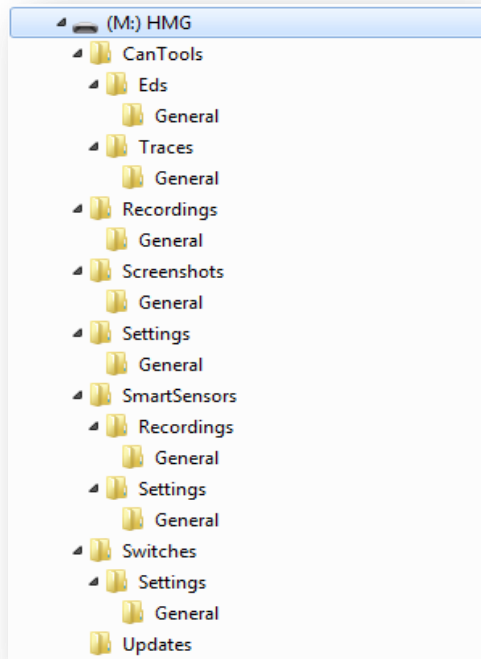 (M:) HMG
CanTools
Eds
General
Traces
General
Recordings
General
Screenshots
General
Settings
General
SmartSensors
Recordings
General
Settings
General
Switches
Settings
General
Updates